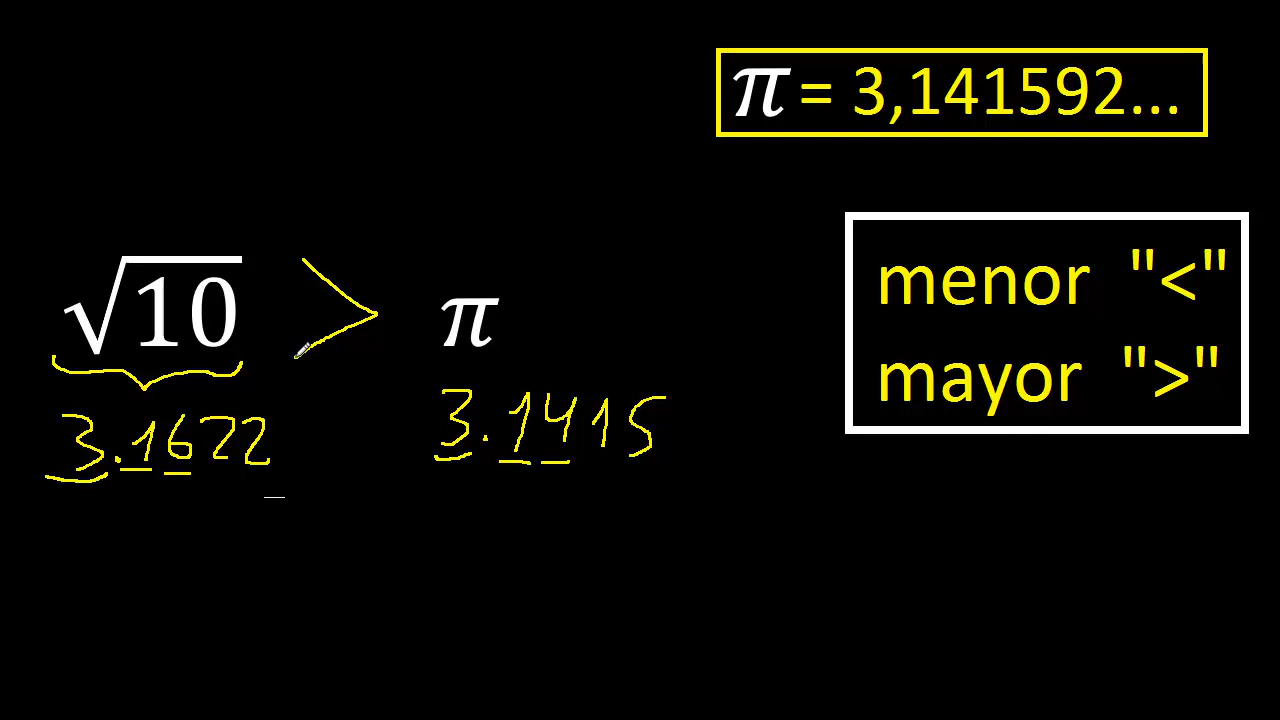 π = 3,141592...
√10 > π
3.1622 3.1415
menor "<"
mayor ">"